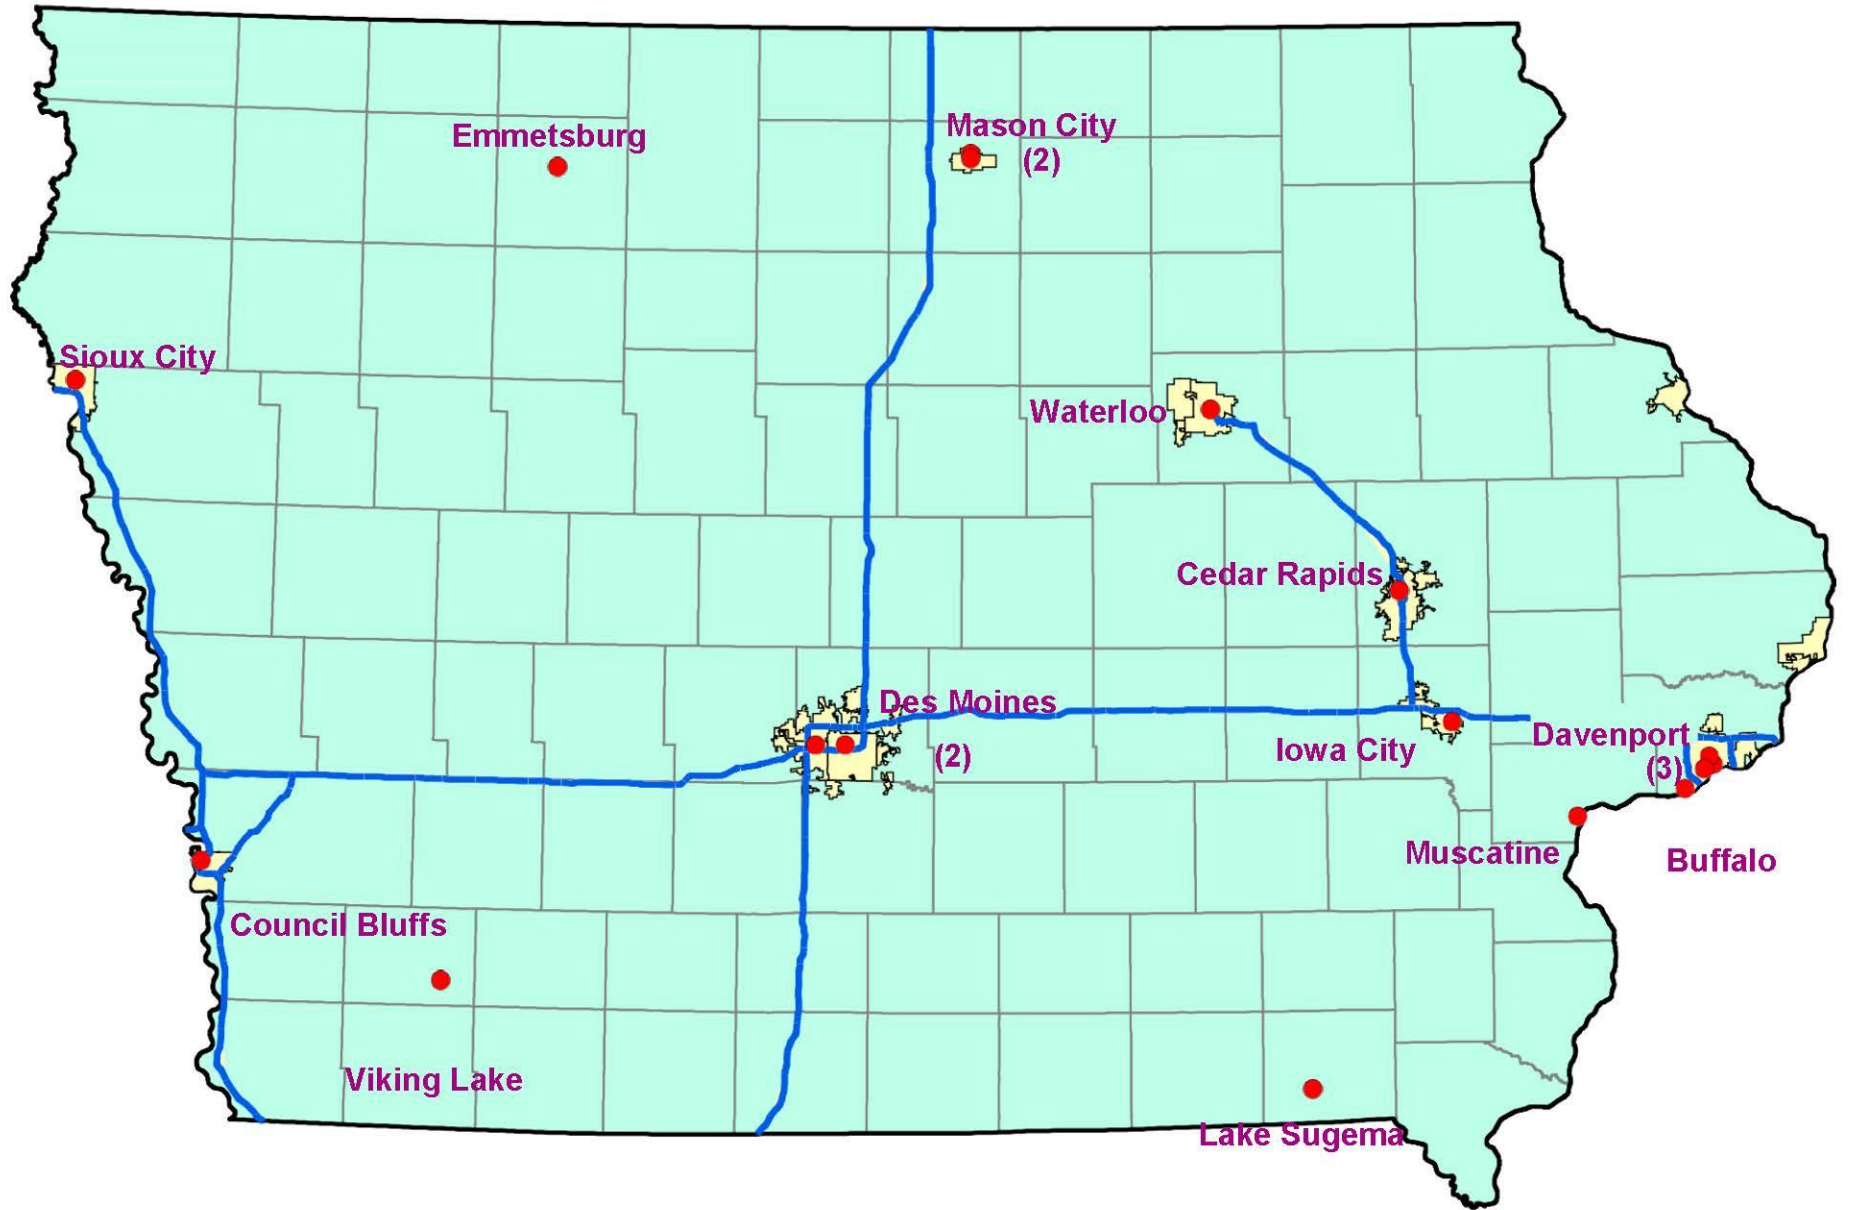 Emmetsburg
Mason City
(2)
Sioux City
Waterloo
Cedar Rapids
Des Moines
(2)
Iowa City
Davenport
(3)
Muscatine
Buffalo
Council Bluffs
Viking Lake
Lake Sugema